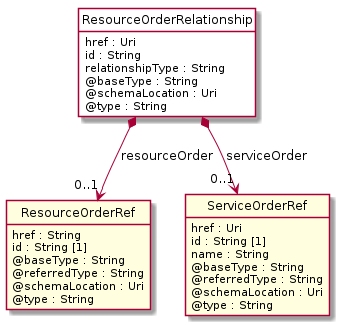 ResourceOrderRelationship
href : Uri
id : String
relationshipType : String
@baseType : String
@schemaLocation : Uri
@type : String
resourceOrder
serviceOrder
0..1
0..1
ResourceOrderRef
href : String
id : String [1]
@baseType : String
@referredType : String
@schemaLocation : Uri
@type : String
ServiceOrderRef
href : Uri
id : String [1]
name : String
@baseType : String
@referredType : String
@schemaLocation : Uri
@type : String